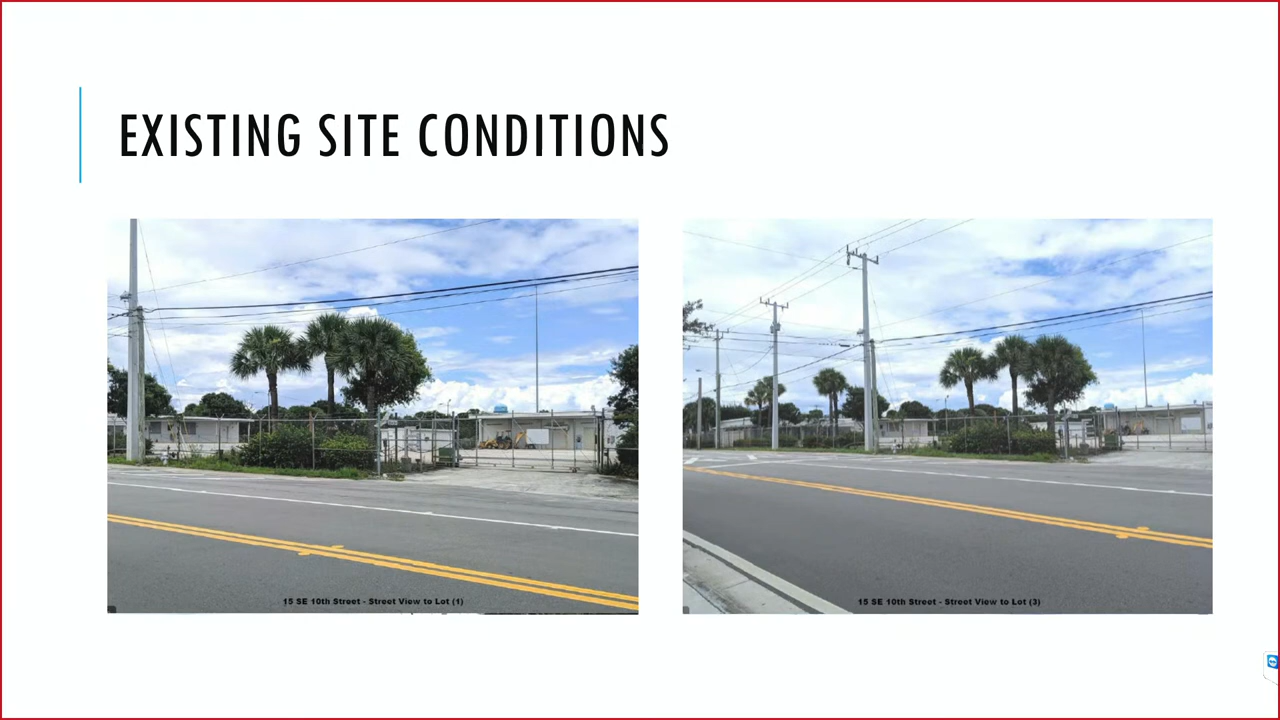 EXISTING SITE CONDITIONS
15 SE 10th Street - Street View to Lot (1)
15 SE 10th Street - Street View to Lot (3)